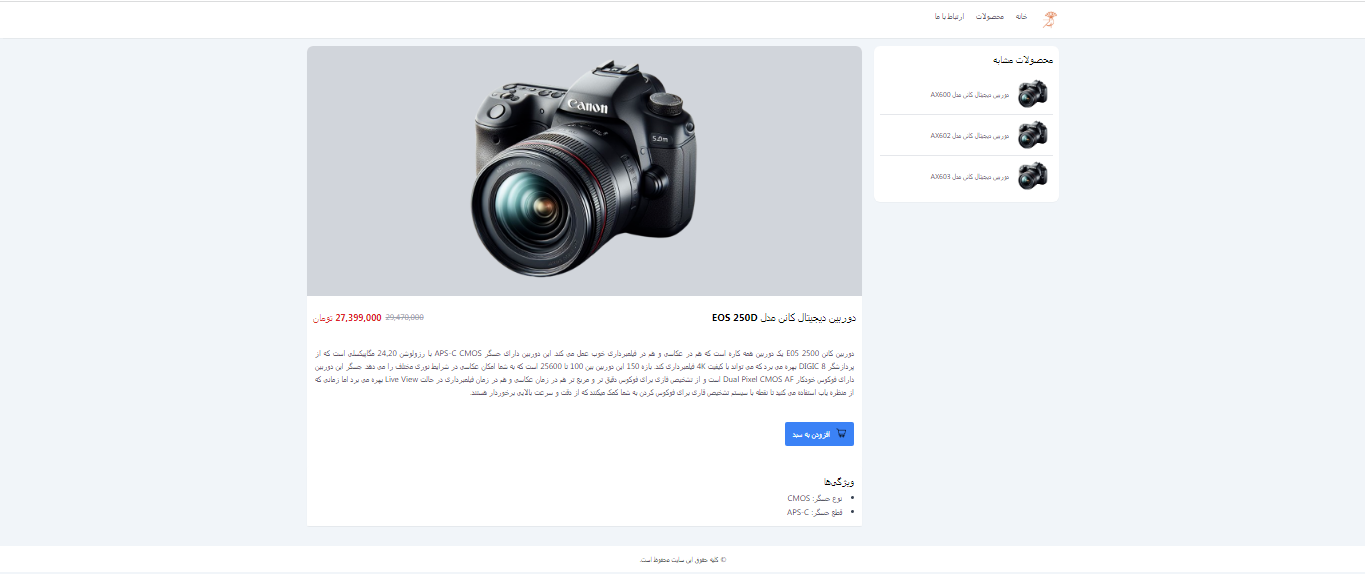 خانه محصولات ارتباط با ما
محصولات مشابه
دوربین دیجیتال کانن مدل AX600
دوربین دیجیتال کانن مدل AX602
دوربین دیجیتال کانن مدل AX603
Canon
دوربین دیجیتال کانن مدل EOS 250D
29,470,000 27,399,000 تومان
دوربین کانن E0S 2500 یک دوربین همه کاره است که هم در عکاسی و هم در فیلمبرداری خوب عمل می کند. این دوربین دارای حسگر APS-C CMOS با رزولوشن 24,20 مگاپیکسلی است که از
پردازشگر DIGIC 8 بهره می برد که می تواند با کیفیت 4K فیلمبرداری کند. بازه 150 این دوربین بین 100 تا 25600 است که به شما امکان عکاسی در شرایط نوری مختلف را می دهد. حسگر این دوربین
دارای فوکوس خودکار Dual Pixel CMOS AF است و از تشخیص فازی برای فوکوس دقیق تر و سریع تر هم در زمان عکاسی و هم در زمان فیلمبرداری در حالت Live View بهره می برد اما زمانی که
از منظره یاب استفاده می کنید تا نقطه با سیستم تشخیص فازی برای فوکوس کردن به شما کمک میکنند که از دقت و سرعت بالایی برخوردار هستند.
افزودن به سبد
ویژگی‌ها
نوع حسگر: CMOS
قطع حسگر: APS-C
© کلیه حقوق این سایت محفوظ است.